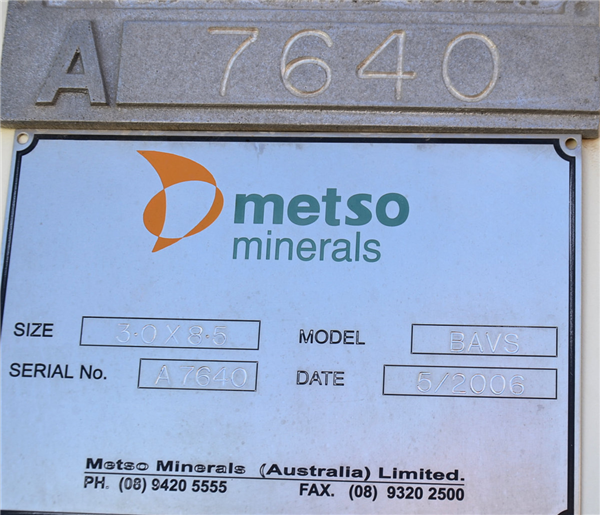 A 7640
metso
minerals
SIZE 3.0 X 8.5 MODEL BAVS
SERIAL No. A 7640 DATE 5/2006
Metso Minerals (Australia) Limited.
PH. (08) 9420 5555 FAX. (08) 9320 2500